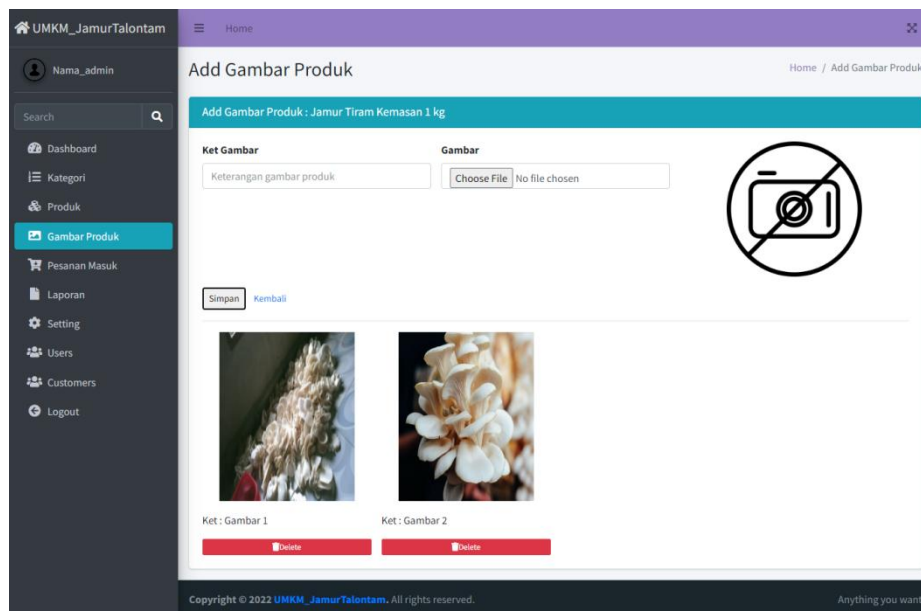 UMKM_JamurTalontam
Home
Nama_admin
Add Gambar Produk
Home / Add Gambar Produk
Search
Add Gambar Produk : Jamur Tiram Kemasan 1 kg
Dashboard
Kategori
Produk
Gambar Produk
Pesanan Masuk
Laporan
Setting
Users
Customers
Logout
Ket Gambar
Gambar
Keterangan gambar produk
Choose File No file chosen
Simpan Kembali
Ket : Gambar 1
Ket : Gambar 2
Delete
Delete
Copyright © 2022 UMKM_JamurTalontam. All rights reserved.
Anything you want